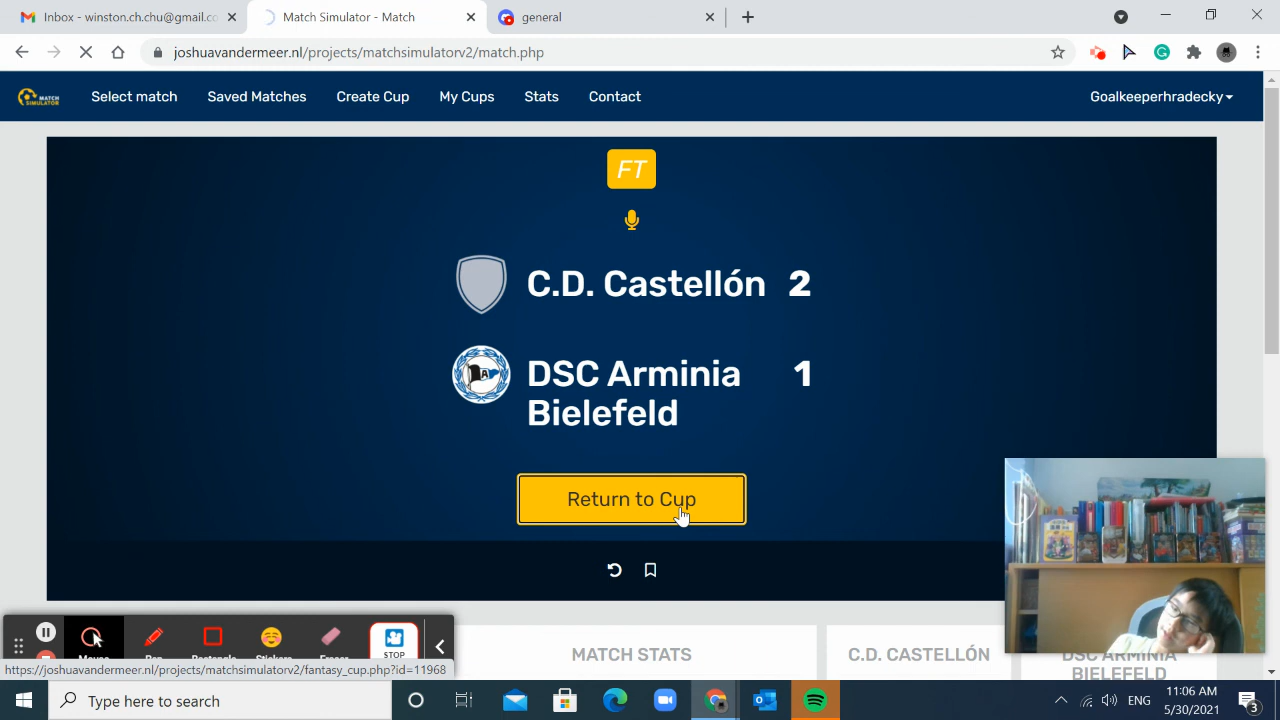 Inbox - winston.ch.chu@gmail.co
Match Simulator - Match
general
joshuavandermeer.nl/projects/matchsimulatorv2/match.php
MATCH SIMULATOR
Select match
Saved Matches
Create Cup
My Cups
Stats
Contact
Goalkeeperhradecky
FT
C.D. Castellón 2
DSC Arminia 1
Bielefeld
Return to Cup
MATCH STATS
C.D. CASTELLÓN
DSC ARMINIA
BIELEFELD
STOP
https://joshuavandermeer.nl/projects/matchsimulatorv2/fantasy_cup.php?id=11968
Type here to search
ENG
11:06 AM
5/30/2021
3